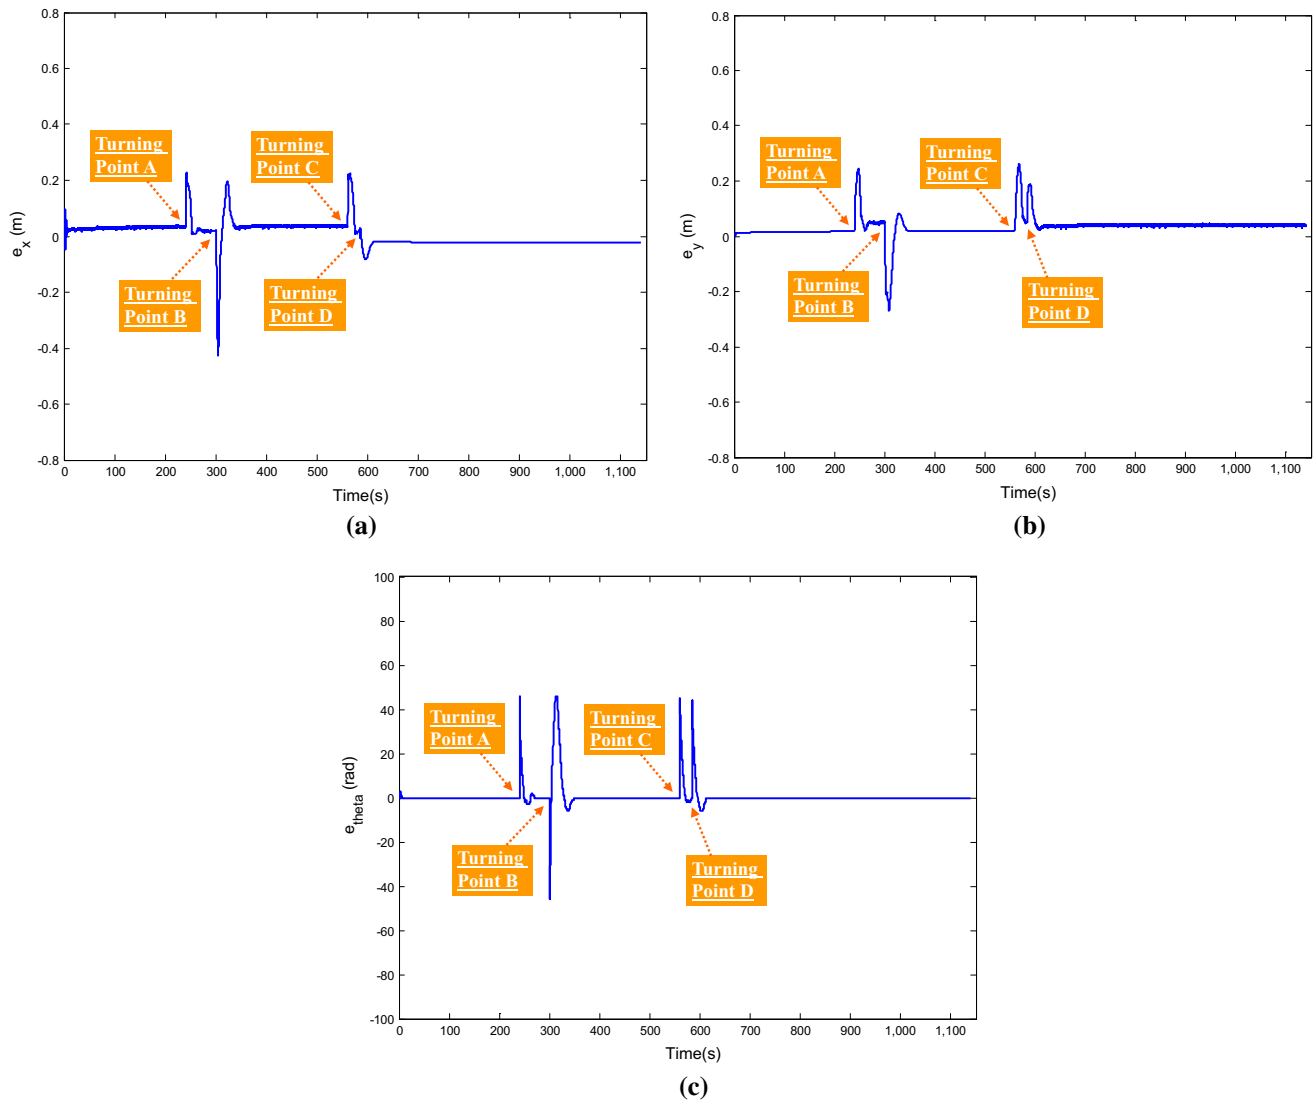 0.8
0.6
0.4
0.2
0
-0.2
-0.4
-0.6
-0.8
e_x (m)
Turning
Point A
Turning
Point C
Turning
Point B
Turning
Point D
0 100 200 300 400 500 600 700 800 900 1,000 1,100
Time(s)
(a)
0.8
0.6
0.4
0.2
0
-0.2
-0.4
-0.6
-0.8
e_y (m)
Turning
Point A
Turning
Point C
Turning
Point B
Turning
Point D
0 100 200 300 400 500 600 700 800 900 1,000 1,100
Time(s)
(b)
100
80
60
40
20
0
-20
-40
-60
-80
-100
e_theta (rad)
Turning
Point A
Turning
Point C
Turning
Point B
Turning
Point D
0 100 200 300 400 500 600 700 800 900 1,000 1,100
Time(s)
(c)